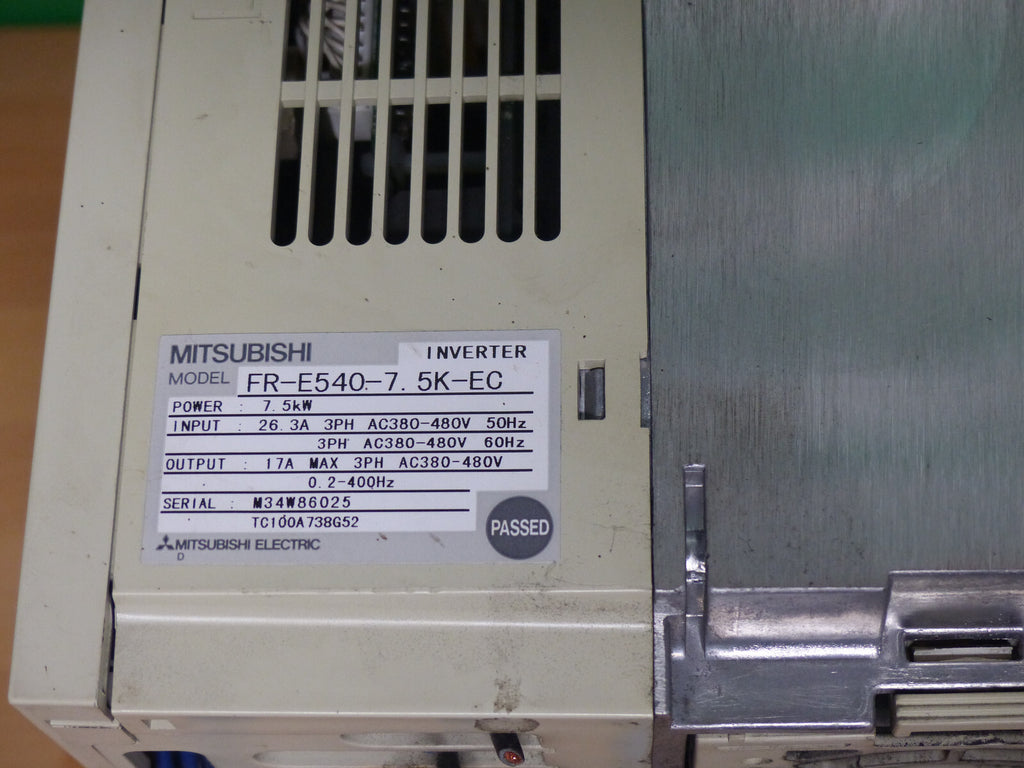 MITSUBISHI
INVERTER
MODEL FR-E540-7.5K-EC
POWER : 7.5kW
INPUT : 26.3A 3PH AC380-480V 50Hz
3PH AC380-480V 60Hz
OUTPUT : 17A MAX 3PH AC380-480V
0.2-400Hz
SERIAL : M34W86025
TC100A738G52
PASSED
MITSUBISHI ELECTRIC
D